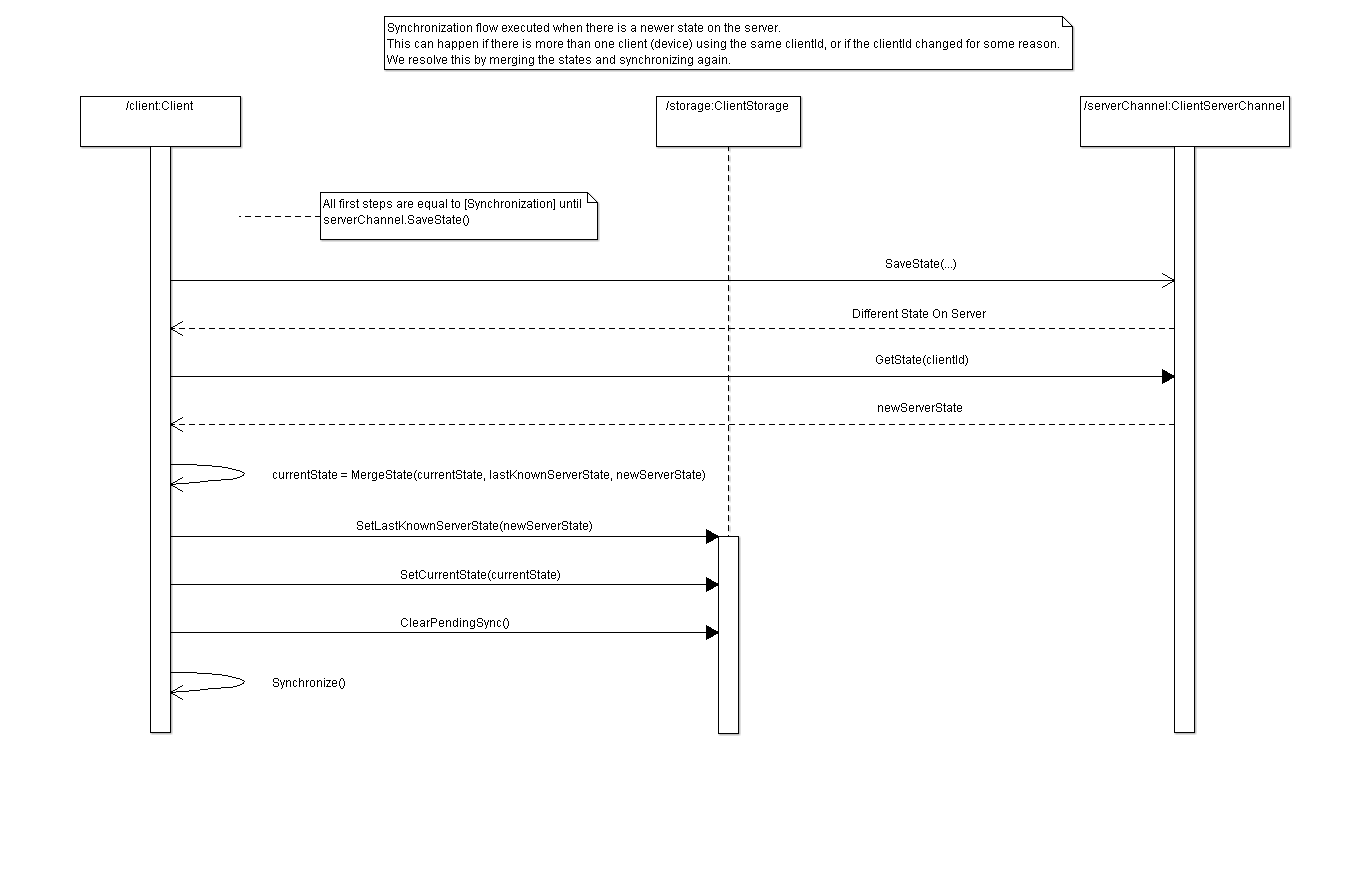 Synchronization flow executed when there is a newer state on the server.
This can happen if there is more than one client (device) using the same clientId, or if the clientId changed for some reason.
We resolve this by merging the states and synchronizing again.
/client:Client
/storage:ClientStorage
/serverChannel:ClientServerChannel
All first steps are equal to [Synchronization] until
serverChannel.SaveState()
SaveState(...)
Different State On Server
GetState(clientId)
newServerState
currentState = MergeState(currentState, lastKnownServerState, newServerState)
SetLastKnownServerState(newServerState)
SetCurrentState(currentState)
ClearPendingSync()
Synchronize()